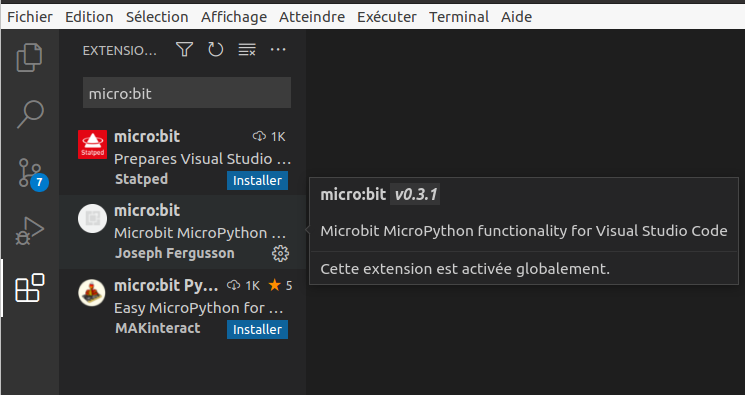 Fichier Edition Sélection Affichage Atteindre Exécuter Terminal Aide
EXTENSIO...
micro:bit
micro:bit 1K
Prepares Visual Studio ...
Statped Installer
Statped
micro:bit
Microbit MicroPython ...
Joseph Fergusson
micro:bit Py... 1K 5
Easy MicroPython for ...
MAKinteract Installer
7
micro:bit v0.3.1
Microbit MicroPython functionality for Visual Studio Code
Cette extension est activée globalement.